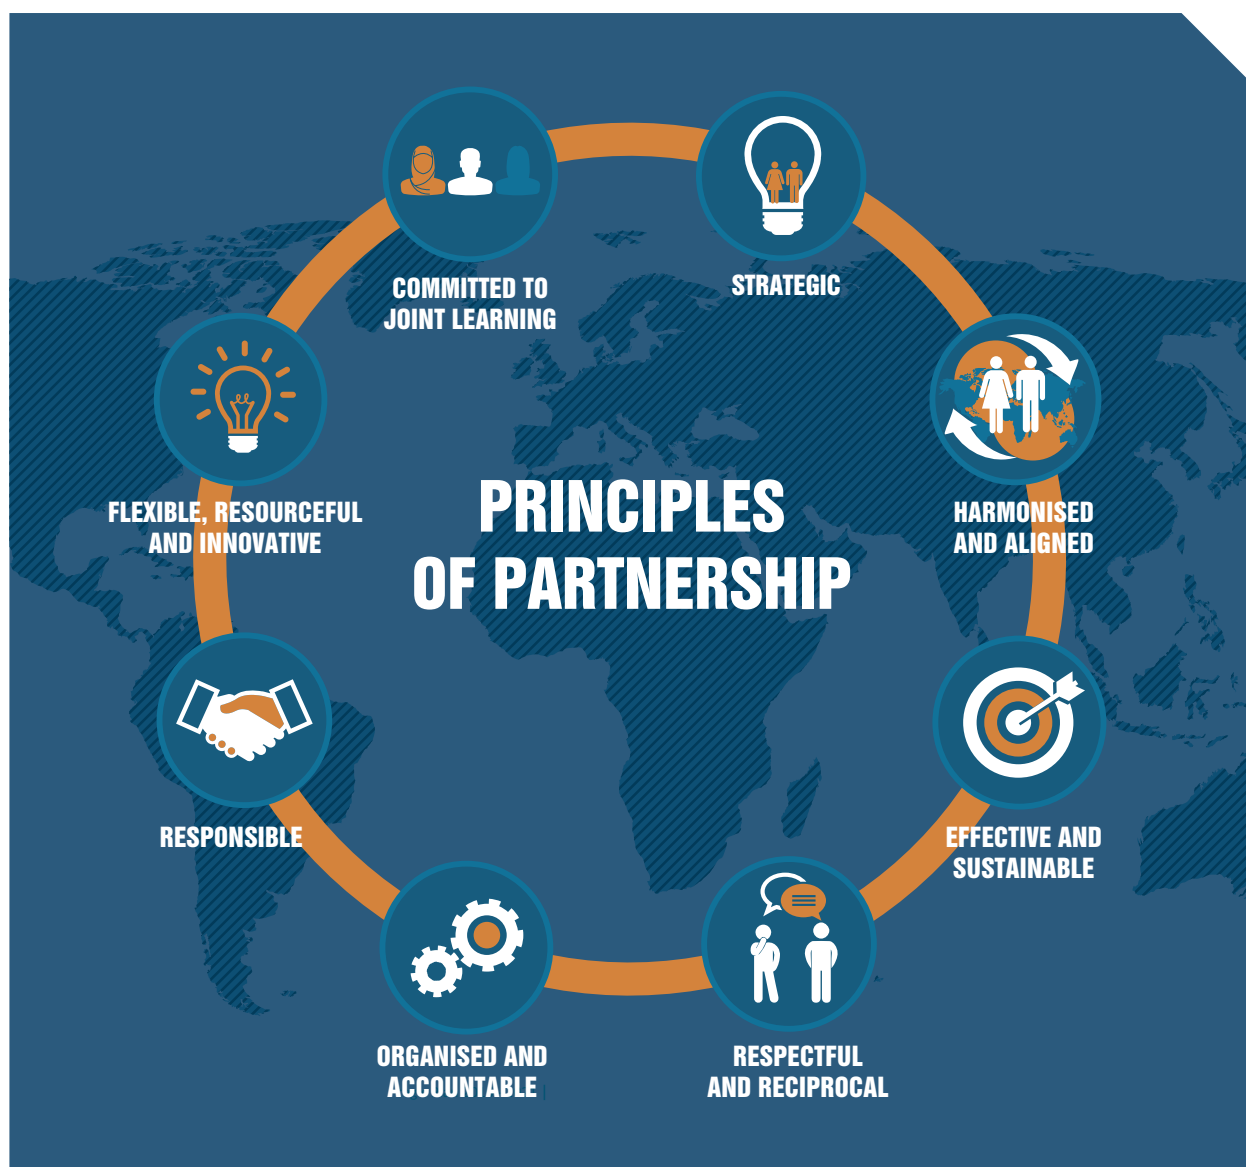 COMMITTED TO
JOINT LEARNING
STRATEGIC
FLEXIBLE, RESOURCEFUL
AND INNOVATIVE
PRINCIPLES
OF PARTNERSHIP
HARMONISED
AND ALIGNED
RESPONSIBLE
EFFECTIVE AND
SUSTAINABLE
ORGANISED AND
ACCOUNTABLE
RESPECTFUL
AND RECIPROCAL